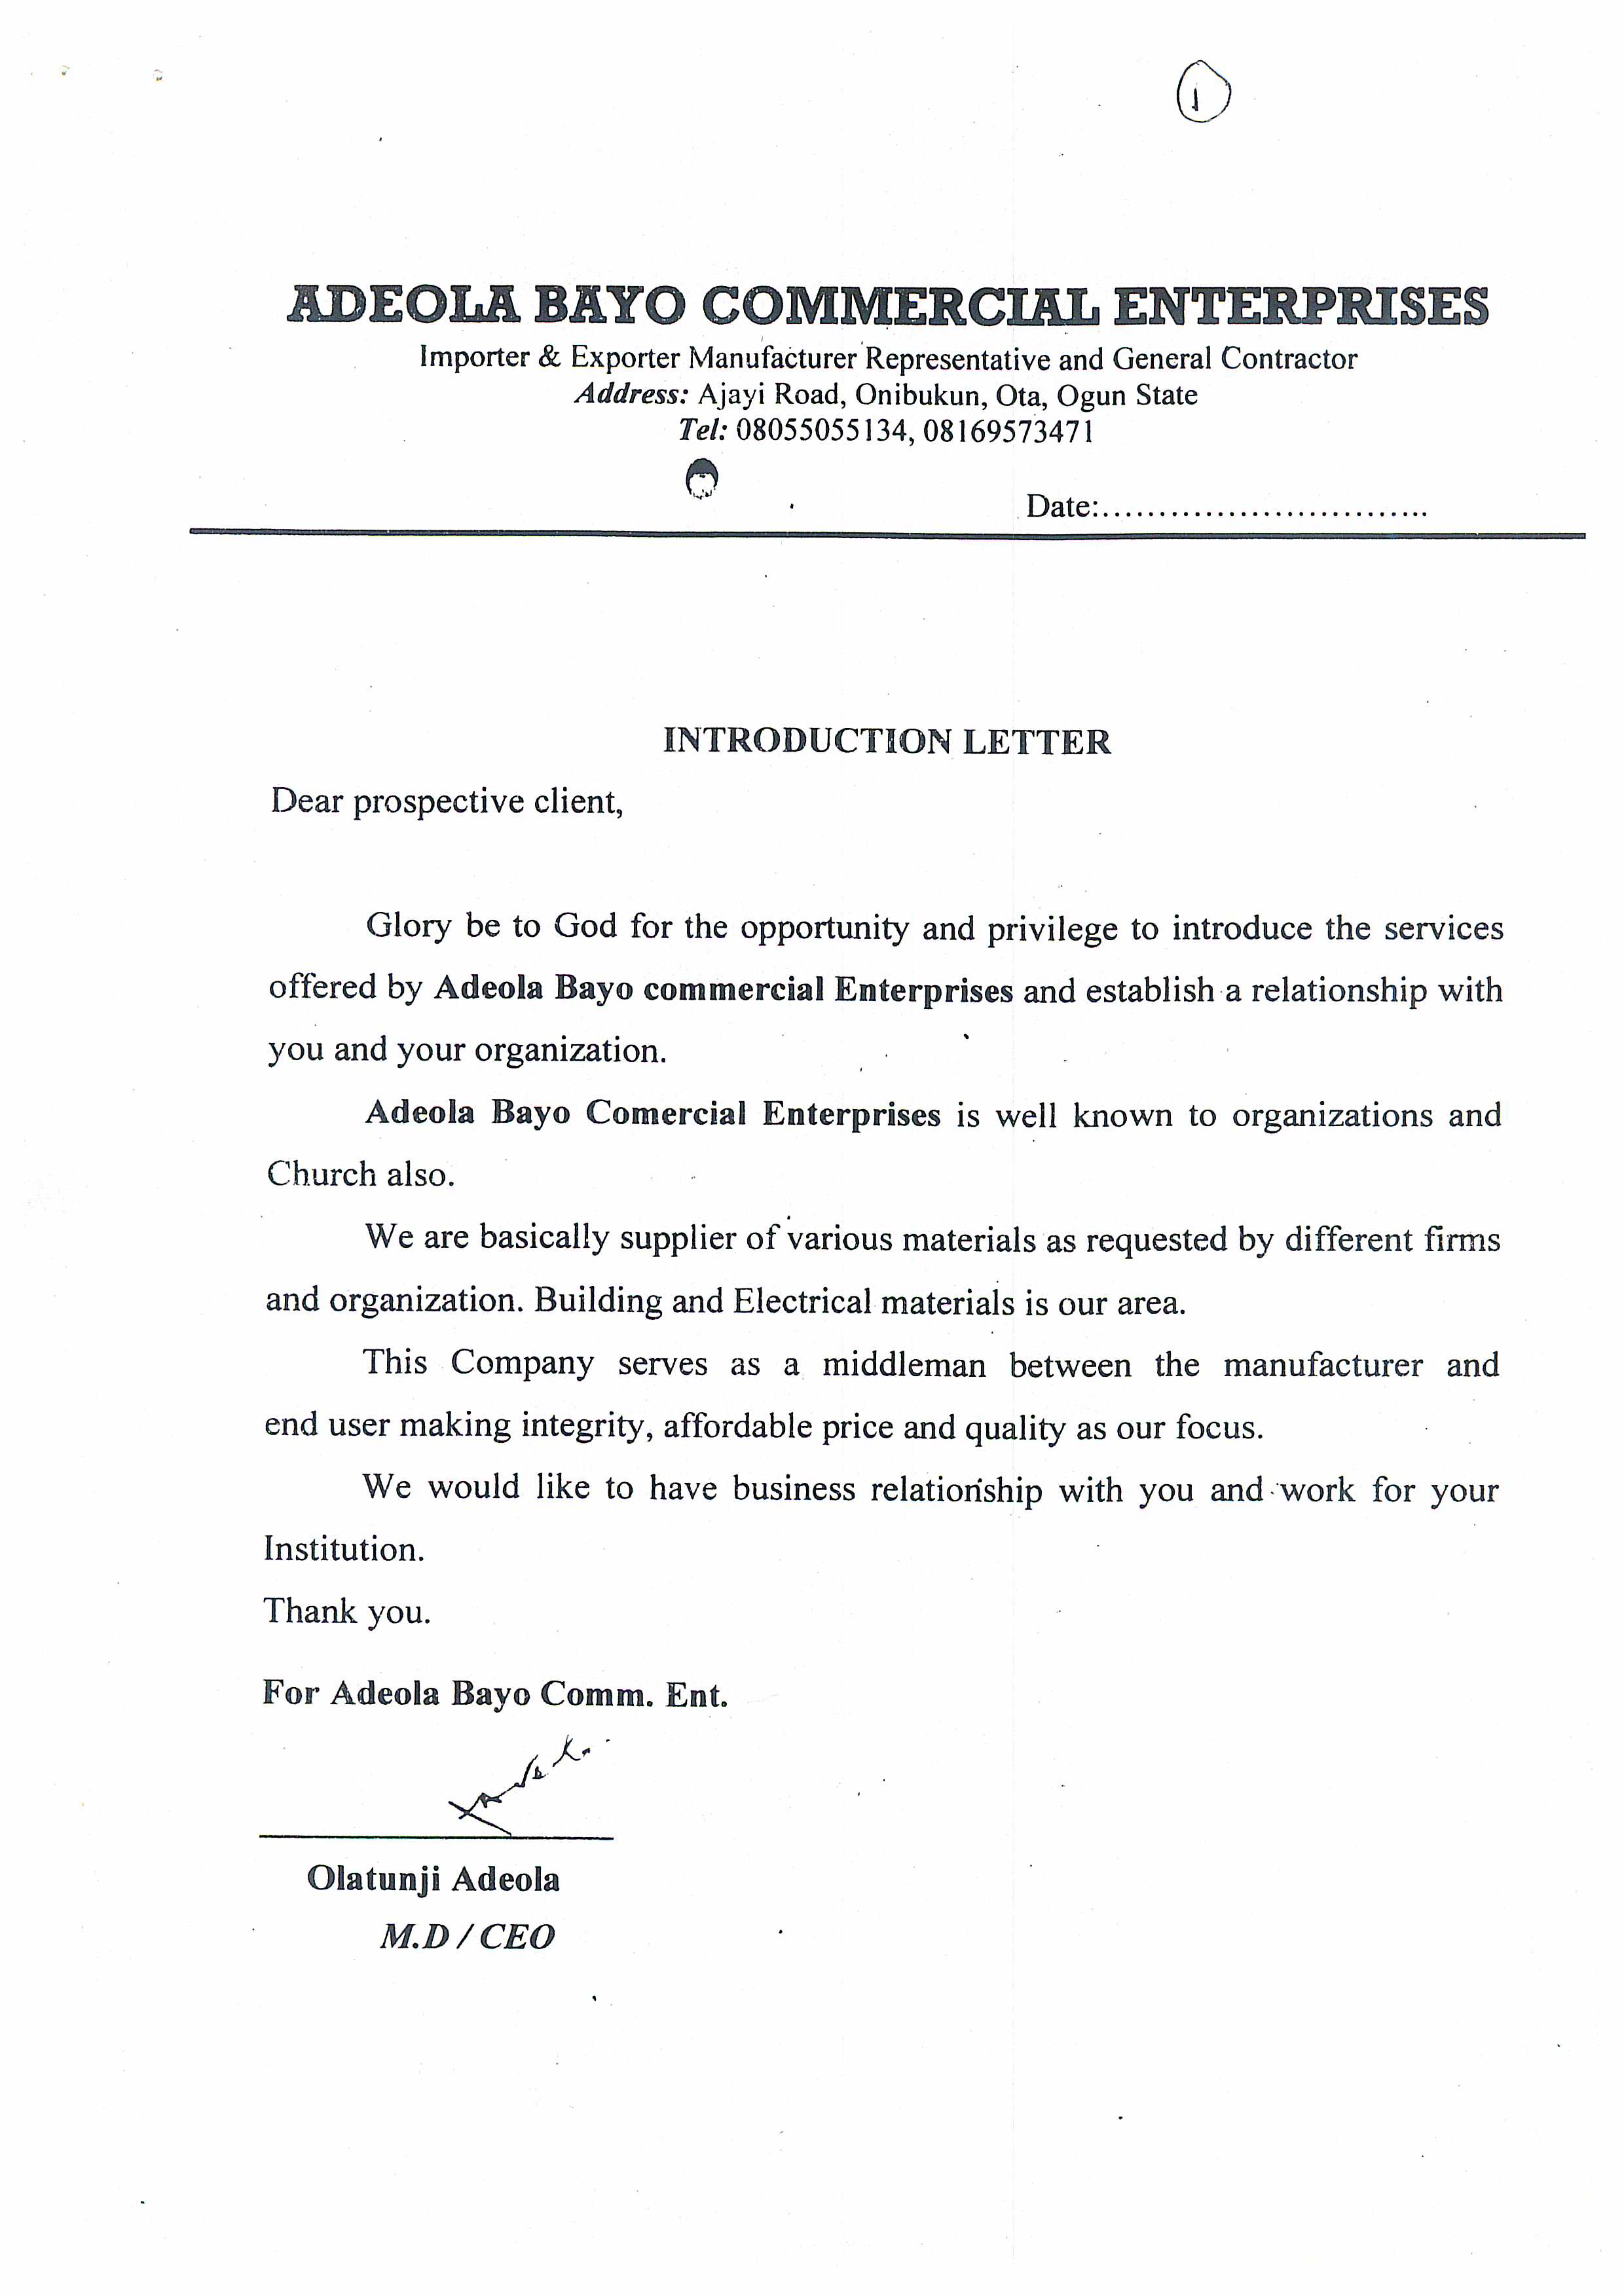 1
ADEOLA BAYO COMMERCIAL ENTERPRISES
Importer & Exporter Manufacturer Representative and General Contractor
Address: Ajayi Road, Onibukun, Ota, Ogun State
Tel: 08055055134, 08169573471
Date:............................
INTRODUCTION LETTER
Dear prospective client,
Glory be to God for the opportunity and privilege to introduce the services
offered by Adeola Bayo commercial Enterprises and establish a relationship with
you and your organization.
Adeola Bayo Comercial Enterprises is well known to organizations and
Church also.
We are basically supplier of various materials as requested by different firms
and organization. Building and Electrical materials is our area.
This Company serves as a middleman between the manufacturer and
end user making integrity, affordable price and quality as our focus.
We would like to have business relationship with you and work for your
Institution.
Thank you.
For Adeola Bayo Comm. Ent.
Olatunji Adeola
M.D / CEO